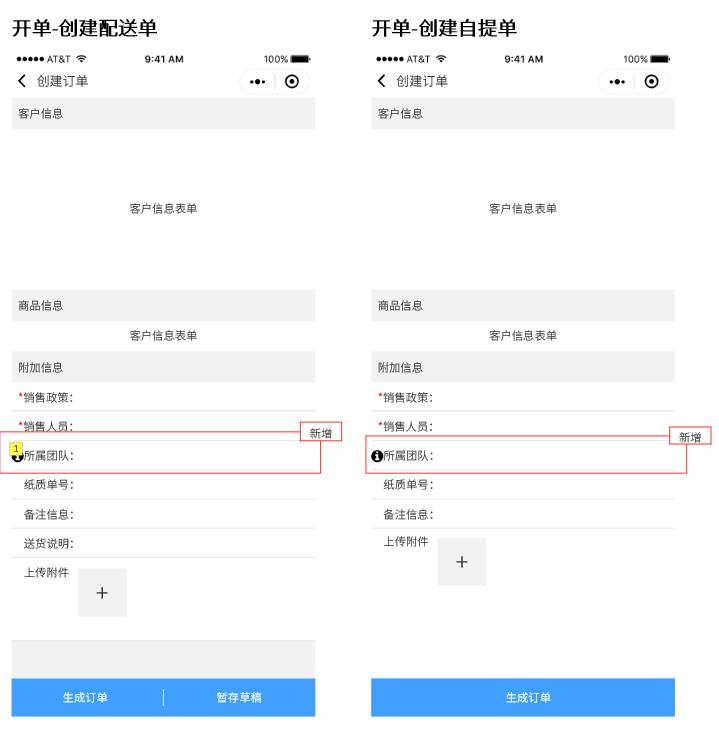 开单-创建配送单
AT&T 9:41 AM 100%
创建订单
客户信息
客户信息表单
商品信息
客户信息表单
附加信息
*销售政策：
*销售人员：
新增
1
所属团队：
纸质单号：
备注信息：
送货说明：
上传附件
+
生成订单
暂存草稿
开单-创建自提单
AT&T 9:41 AM 100%
创建订单
客户信息
客户信息表单
商品信息
客户信息表单
附加信息
*销售政策：
*销售人员：
新增
所属团队：
纸质单号：
备注信息：
上传附件
+
生成订单